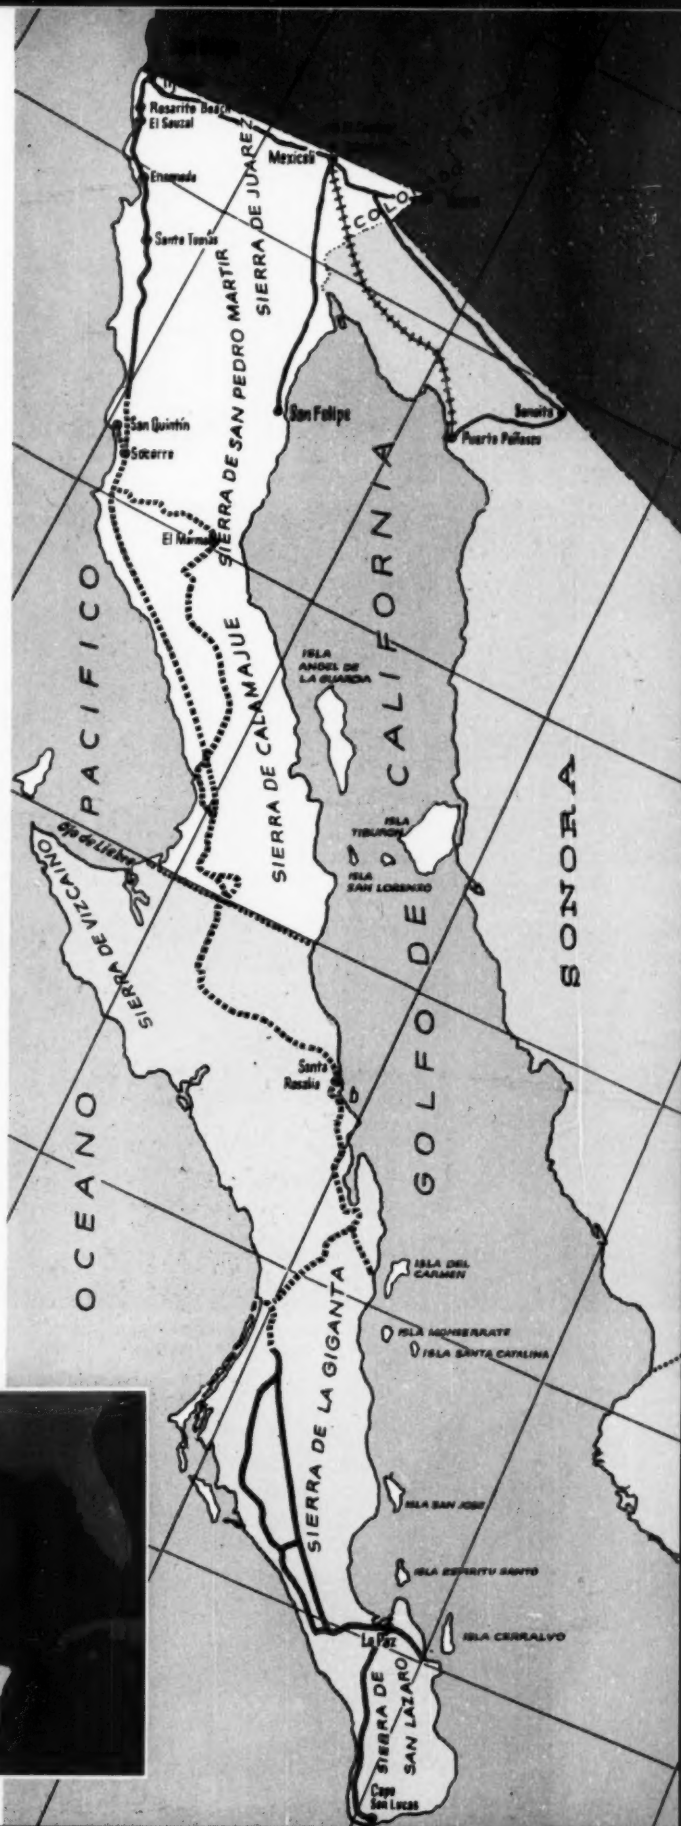 Rosarito Beach
El Sauzal
Mexicali
Ensenada
Santo Tomás
SIERRA DE JUAREZ
SIERRA DE SAN PEDRO MARTIR
COLORADO
San Felipe
Sonoita
Puerto Peñasco
San Quintín
Socorro
El Mármol
PACIFICO
GOLFO DE CALIFORNIA
ISLA
ANGEL DE
LA GUARDIA
SIERRA DE CALAMAJUE
SONORA
ISLA
TIBURON
ISLA
SAN LORENZO
Ojo de Liebre
SIERRA DE VIZCAINO
Santa
Rosalia
OCEANO
ISLA DEL
CARMEN
ISLA MONSERRATE
ISLA SANTA CATALINA
SIERRA DE LA GIGANTA
ISLA SAN JOSE
ISLA ESPIRITU SANTO
La Paz
ISLA CERRALVO
SIERRA DE
SAN LAZARO
Cabo
San Lucas